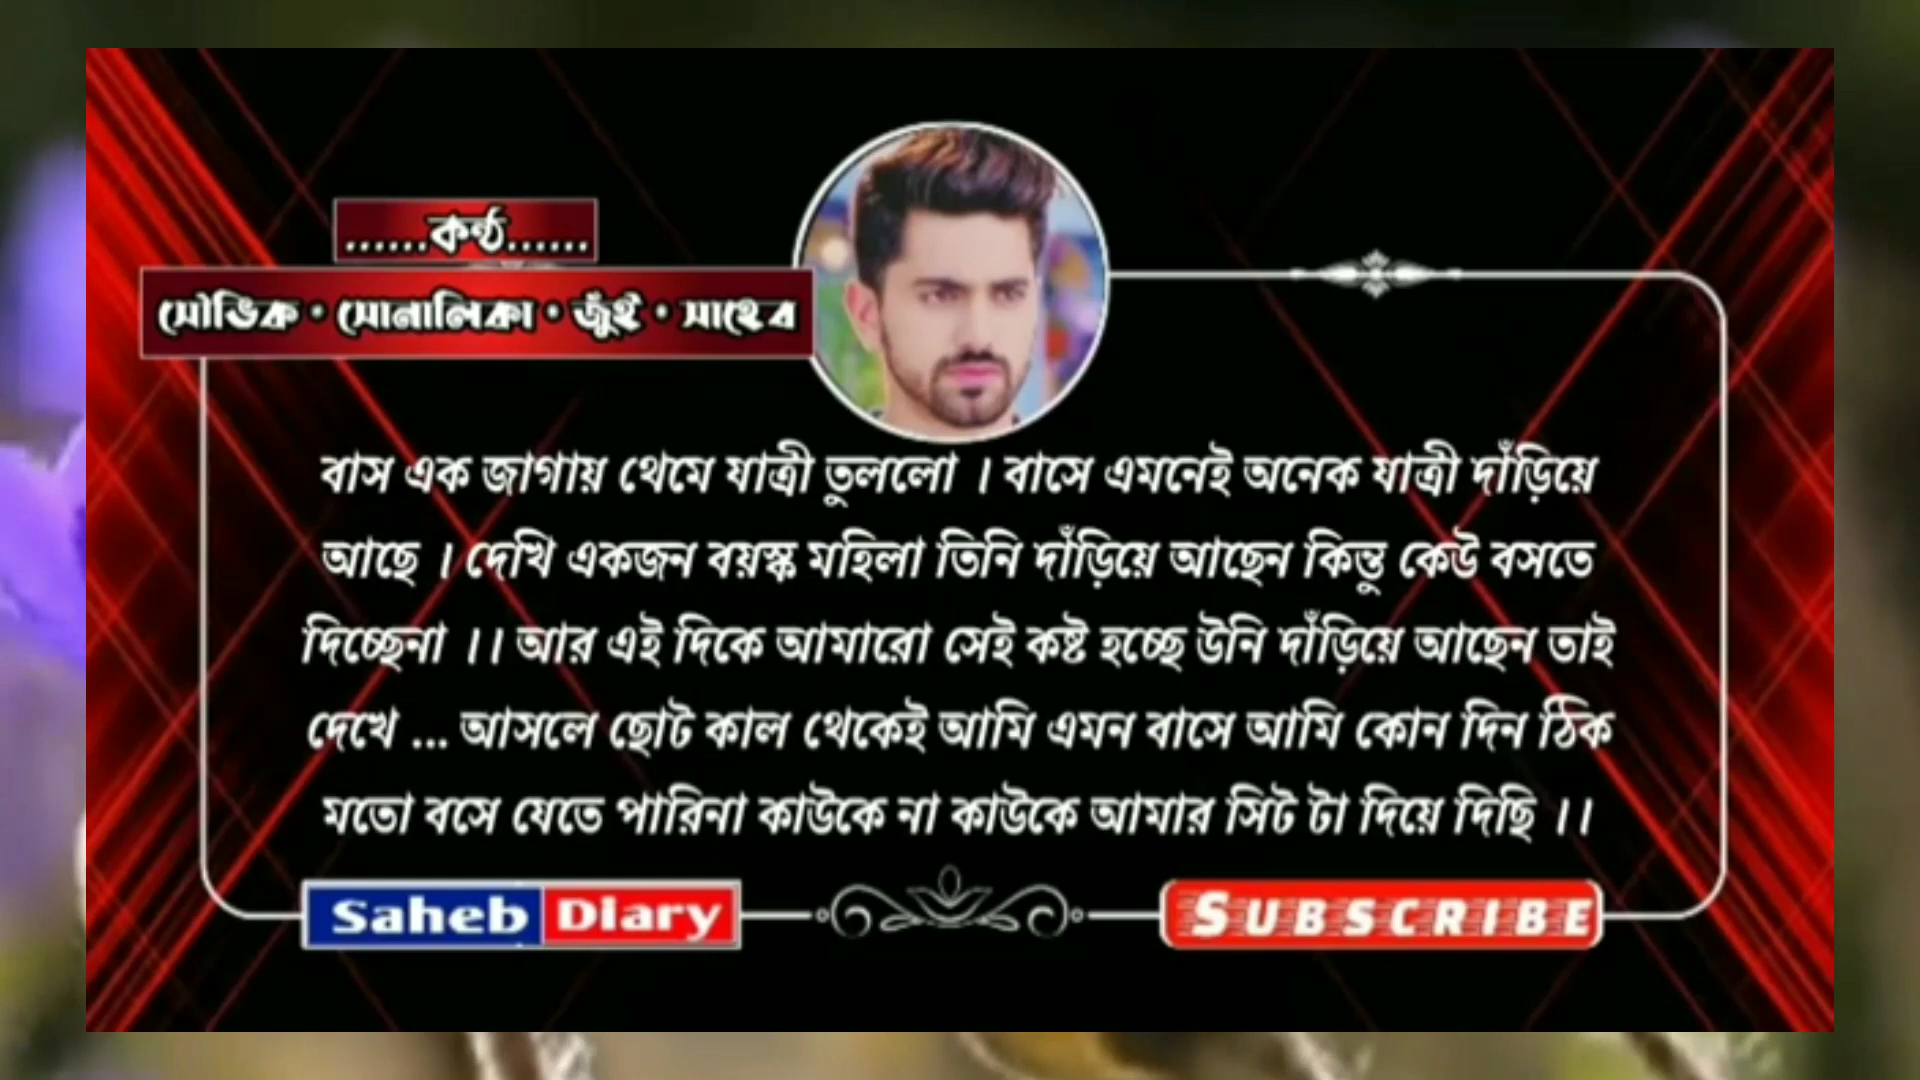 ......কন্ঠ......
সৌভিক • সোনালিকা • জুঁই • সাহেব
বাস এক জাগায় থেমে যাত্রী তুললো । বাসে এমনেই অনেক যাত্রী দাঁড়িয়ে
আছে । দেখি একজন বয়স্ক মহিলা তিনি দাঁড়িয়ে আছেন কিন্তু কেউ বসতে
দিচ্ছেনা ।। আর এই দিকে আমারো সেই কষ্ট হচ্ছে উনি দাঁড়িয়ে আছেন তাই
দেখে ... আসলে ছোট কাল থেকেই আমি এমন বাসে আমি কোন দিন ঠিক
মতো বসে যেতে পারিনা কাউকে না কাউকে আমার সিট টা দিয়ে দিছি ।।
Saheb Diary
SUBSCRIBE